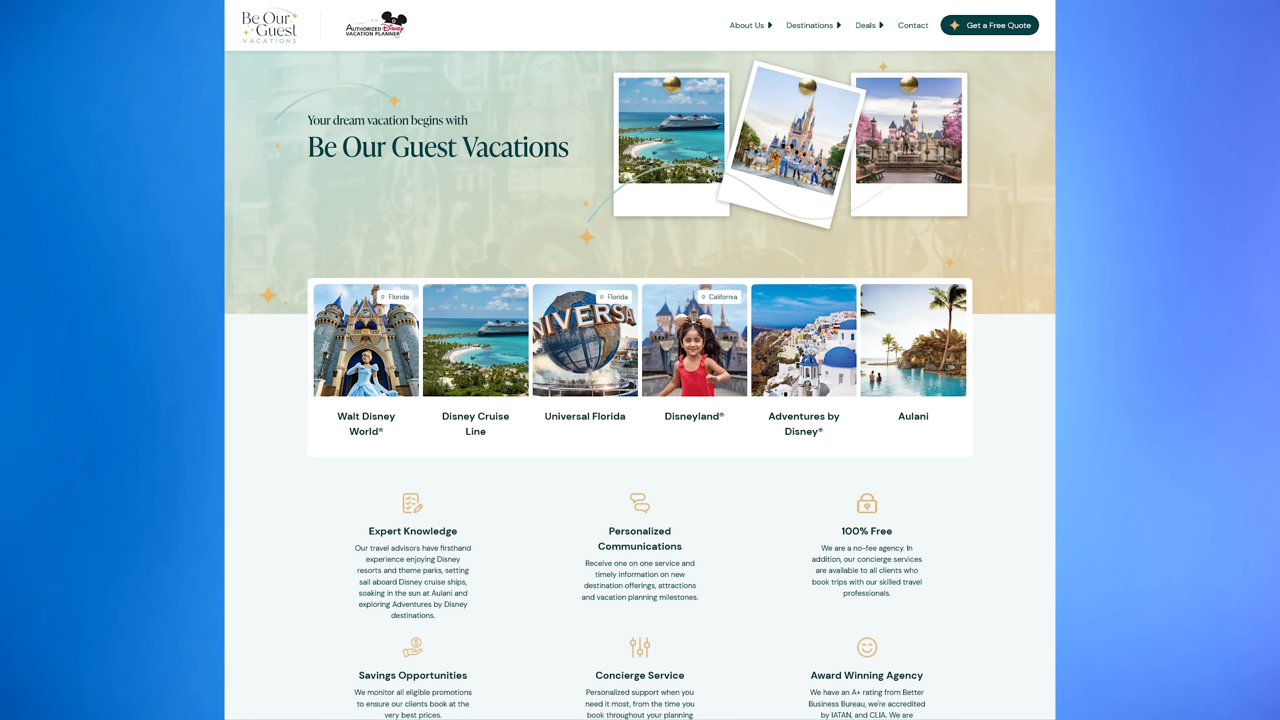 Be Our
Guest
VACATIONS
AUTHORIZED Disney
VACATION PLANNER
About Us
Destinations
Deals
Contact
Get a Free Quote
Your dream vacation begins with
Be Our Guest Vacations
Florida
Florida
California
NIVERSA
Walt Disney
World®
Disney Cruise
Line
Universal Florida
Disneyland®
Adventures by
Disney®
Aulani
Expert Knowledge
Our travel advisors have firsthand
experience enjoying Disney
resorts and theme parks, setting
sail aboard Disney cruise ships,
soaking in the sun at Aulani and
exploring Adventures by Disney
destinations.
Personalized
Communications
Receive one on one service and
timely information on new
destination offerings, attractions
and vacation planning milestones.
100% Free
We are a no-fee agency. In
addition, our concierge services
are available to all clients who
book trips with our skilled travel
professionals.
Savings Opportunities
We monitor all eligible promotions
to ensure our clients book at the
very best prices.
Concierge Service
Personalized support when you
need it most, from the time you
book throughout your planning
Award Winning Agency
We have an A+ rating from Better
Business Bureau, we're accredited
by IATAN, and CLIA. We are